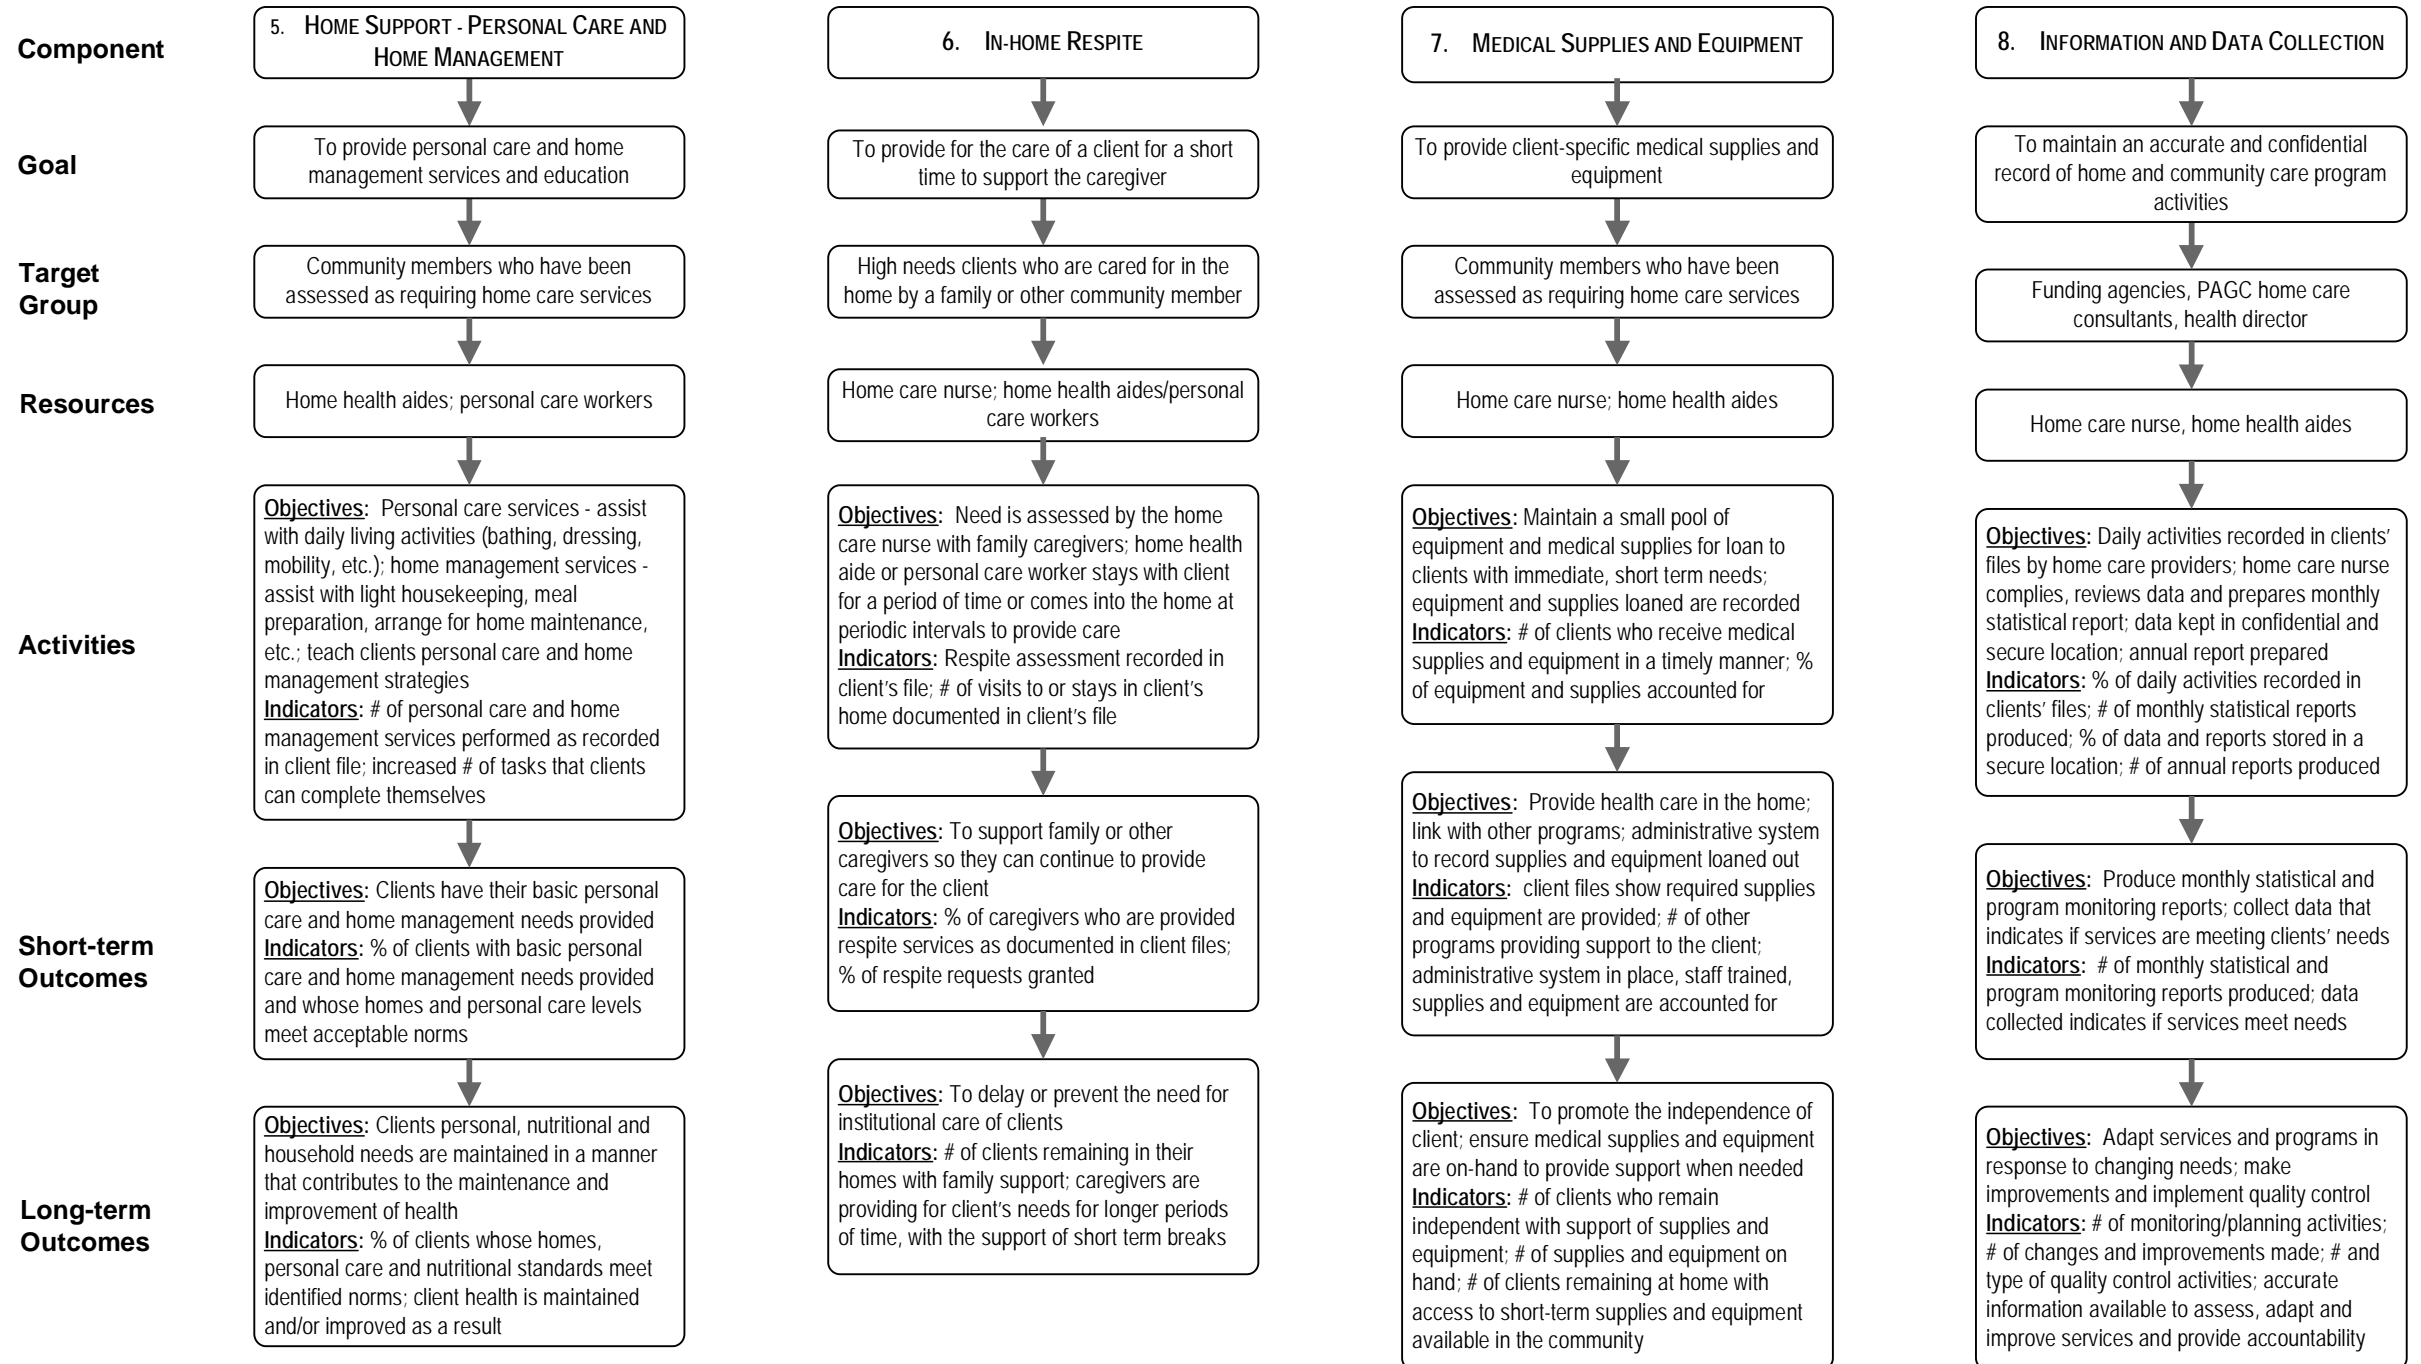 Component
5. HOME SUPPORT - PERSONAL CARE AND
HOME MANAGEMENT
6. IN-HOME RESPITE
7. MEDICAL SUPPLIES AND EQUIPMENT
8. INFORMATION AND DATA COLLECTION
Goal
To provide personal care and home
management services and education
To provide for the care of a client for a short
time to support the caregiver
To provide client-specific medical supplies and
equipment
To maintain an accurate and confidential
record of home and community care program
activities
Target
Group
Community members who have been
assessed as requiring home care services
High needs clients who are cared for in the
home by a family or other community member
Community members who have been
assessed as requiring home care services
Funding agencies, PAGC home care
consultants, health director
Resources
Home health aides; personal care workers
Home care nurse; home health aides/personal
care workers
Home care nurse; home health aides
Home care nurse, home health aides
Activities
Objectives: Personal care services - assist
with daily living activities (bathing, dressing,
mobility, etc.); home management services -
assist with light housekeeping, meal
preparation, arrange for home maintenance,
etc.; teach clients personal care and home
management strategies
Indicators: # of personal care and home
management services performed as recorded
in client file; increased # of tasks that clients
can complete themselves
Objectives: Need is assessed by the home
care nurse with family caregivers; home health
aide or personal care worker stays with client
for a period of time or comes into the home at
periodic intervals to provide care
Indicators: Respite assessment recorded in
client's file; # of visits to or stays in client's
home documented in client's file
Objectives: Maintain a small pool of
equipment and medical supplies for loan to
clients with immediate, short term needs;
equipment and supplies loaned are recorded
Indicators: # of clients who receive medical
supplies and equipment in a timely manner; %
of equipment and supplies accounted for
Objectives: Daily activities recorded in clients'
files by home care providers; home care nurse
complies, reviews data and prepares monthly
statistical report; data kept in confidential and
secure location; annual report prepared
Indicators: % of daily activities recorded in
clients' files; # of monthly statistical reports
produced; % of data and reports stored in a
secure location; # of annual reports produced
Short-term
Outcomes
Objectives: Clients have their basic personal
care and home management needs provided
Indicators: % of clients with basic personal
care and home management needs provided
and whose homes and personal care levels
meet acceptable norms
Objectives: To support family or other
caregivers so they can continue to provide
care for the client
Indicators: % of caregivers who are provided
respite services as documented in client files;
% of respite requests granted
Objectives: Provide health care in the home;
link with other programs; administrative system
to record supplies and equipment loaned out
Indicators: client files show required supplies
and equipment are provided; # of other
programs providing support to the client;
administrative system in place, staff trained,
supplies and equipment are accounted for
Objectives: Produce monthly statistical and
program monitoring reports; collect data that
indicates if services are meeting clients' needs
Indicators: # of monthly statistical and
program monitoring reports produced; data
collected indicates if services meet needs
Long-term
Outcomes
Objectives: Clients personal, nutritional and
household needs are maintained in a manner
that contributes to the maintenance and
improvement of health
Indicators: % of clients whose homes,
personal care and nutritional standards meet
identified norms; client health is maintained
and/or improved as a result
Objectives: To delay or prevent the need for
institutional care of clients
Indicators: # of clients remaining in their
homes with family support; caregivers are
providing for client's needs for longer periods
of time, with the support of short term breaks
Objectives: To promote the independence of
client; ensure medical supplies and equipment
are on-hand to provide support when needed
Indicators: # of clients who remain
independent with support of supplies and
equipment; # of supplies and equipment on
hand; # of clients remaining at home with
access to short-term supplies and equipment
available in the community
Objectives: Adapt services and programs in
response to changing needs; make
improvements and implement quality control
Indicators: # of monitoring/planning activities;
# of changes and improvements made; # and
type of quality control activities; accurate
information available to assess, adapt and
improve services and provide accountability